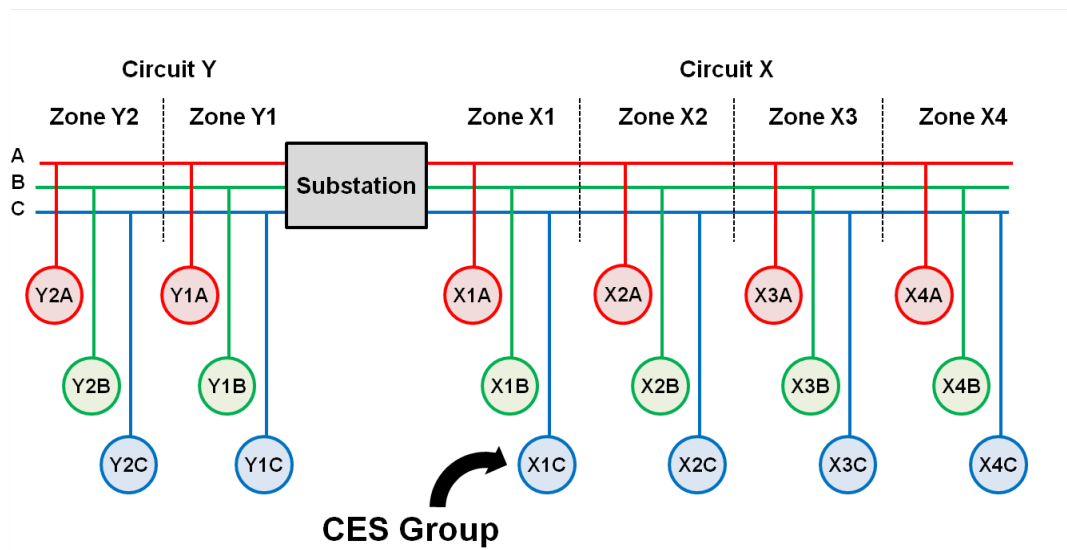 Circuit Y
Circuit X
Zone Y2
Zone Y1
Zone X1
Zone X2
Zone X3
Zone X4
A
B
C
Substation
Y2A
Y1A
X1A
X2A
X3A
X4A
Y2B
Y1B
X1B
X2B
X3B
X4B
Y2C
Y1C
X1C
X2C
X3C
X4C
CES Group